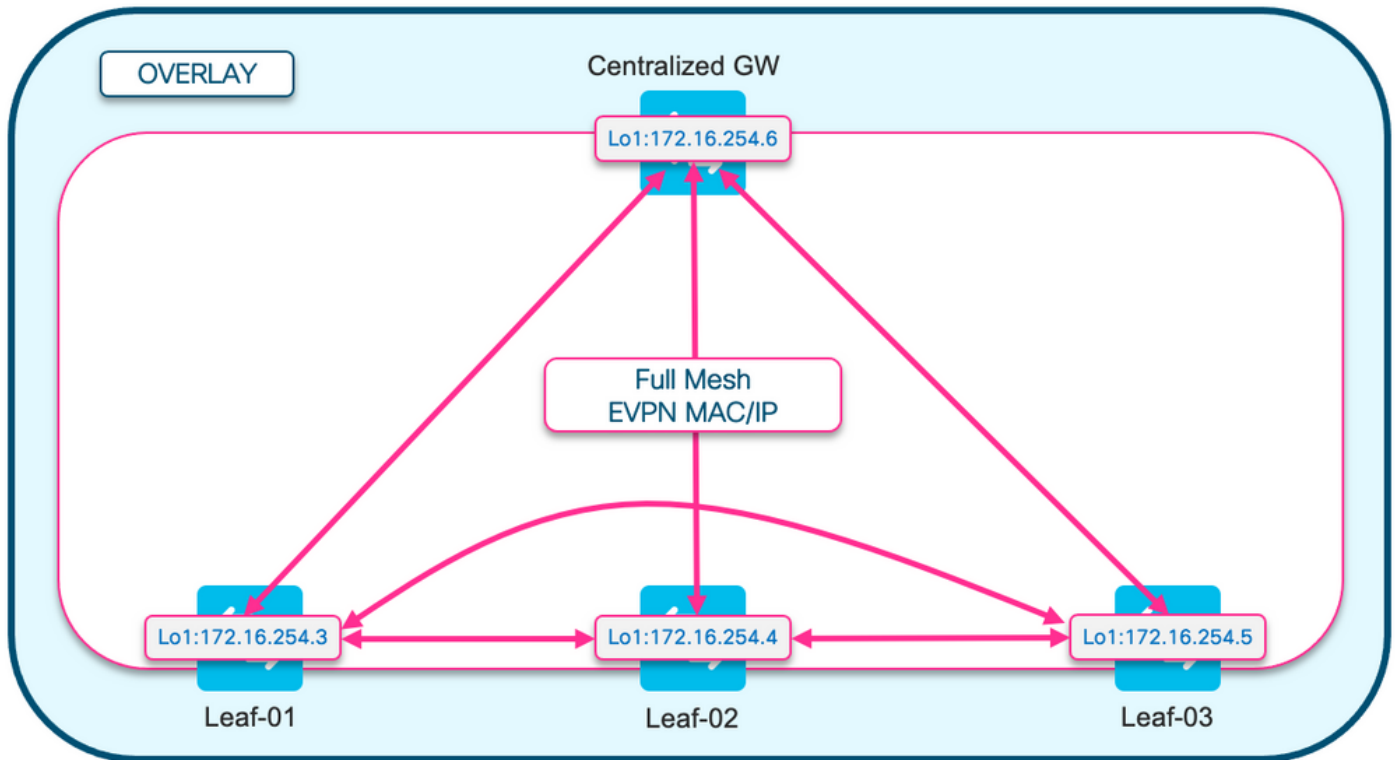 OVERLAY
Centralized GW
Lo1:172.16.254.6
Full Mesh
EVPN MAC/IP
Lo1:172.16.254.3
Lo1:172.16.254.4
Lo1:172.16.254.5
Leaf-01
Leaf-02
Leaf-03